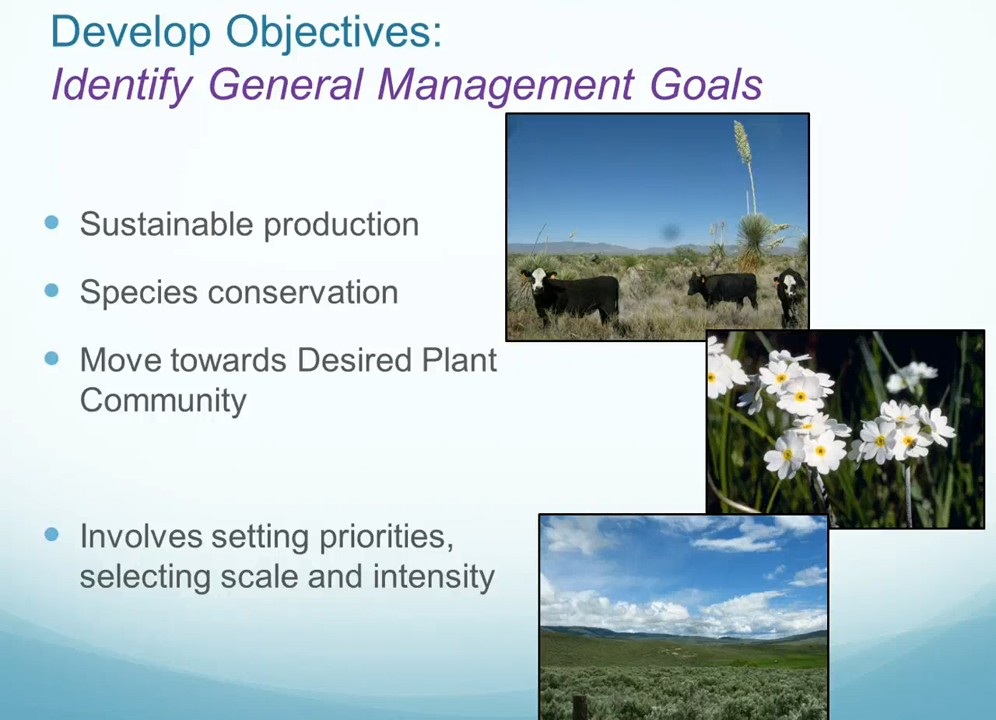 Develop Objectives:
Identify General Management Goals
Sustainable production
Species conservation
Move towards Desired Plant
Community
Involves setting priorities,
selecting scale and intensity